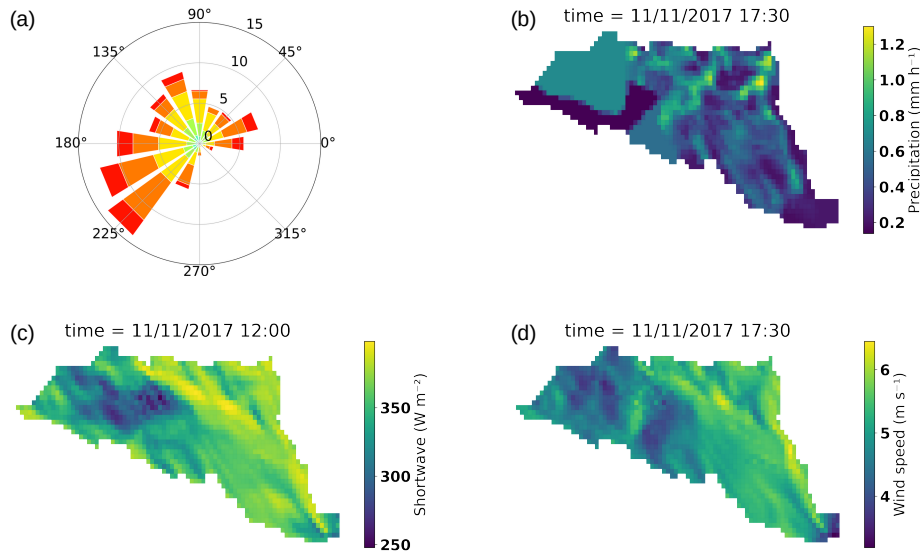 (a)
90°
15
135°
45°
10
5
180°
0
0°
225°
315°
270°
(b)
time = 11/11/2017 17:30
1.2
1.0
0.8
0.6
0.4
0.2
Precipitation (mm h⁻¹)
(c)
time = 11/11/2017 12:00
350
300
250
Shortwave (W m⁻²)
(d)
time = 11/11/2017 17:30
6
5
4
Wind speed (m s⁻¹)